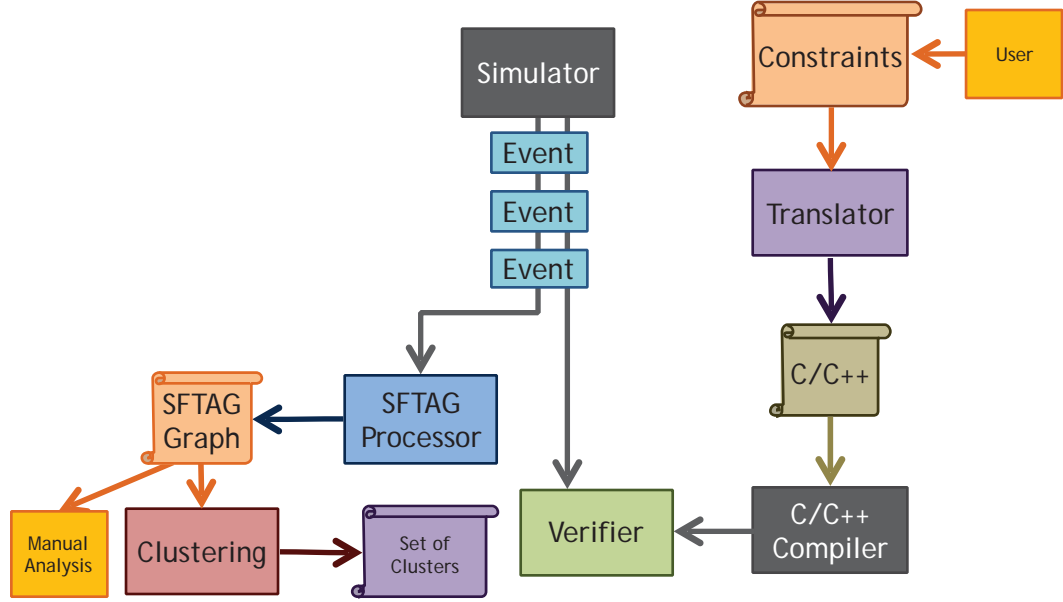 Simulator
Constraints
User
Event
Event
Event
Translator
C/C++
SFTAG
Graph
SFTAG
Processor
Manual
Analysis
Clustering
Set of
Clusters
Verifier
C/C++
Compiler